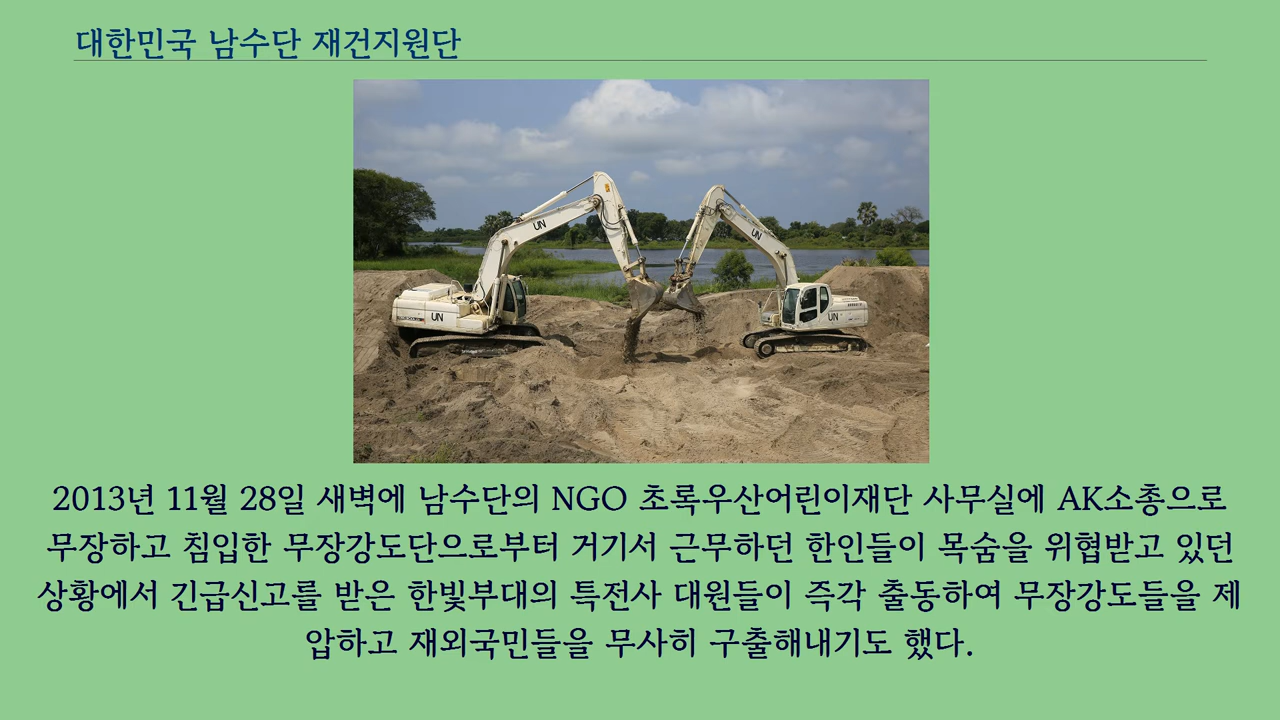 대한민국 남수단 재건지원단
UN
UN
UN
UN
2013년 11월 28일 새벽에 남수단의 NGO 초록우산어린이재단 사무실에 AK소총으로
무장하고 침입한 무장강도단으로부터 거기서 근무하던 한인들이 목숨을 위협받고 있던
상황에서 긴급신고를 받은 한빛부대의 특전사 대원들이 즉각 출동하여 무장강도들을 제
압하고 재외국민들을 무사히 구출해내기도 했다.